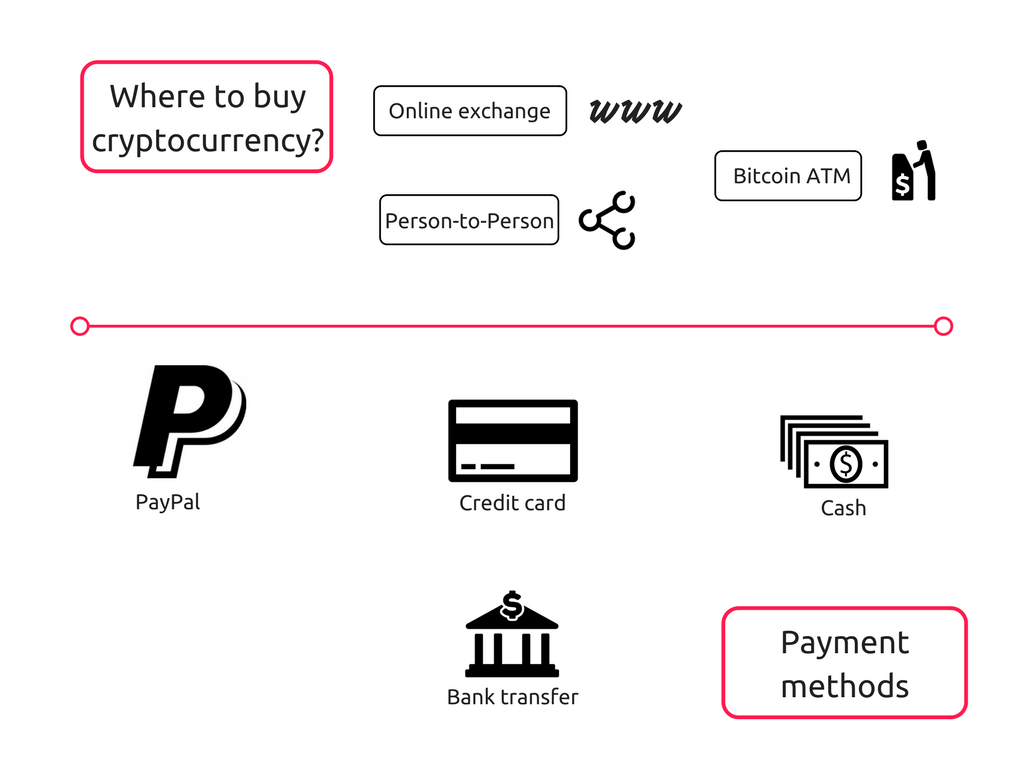 Where to buy
cryptocurrency?
Online exchange
www
Bitcoin ATM
$
Person-to-Person
P
PayPal
Credit card
$
Cash
$
Bank transfer
Payment
methods